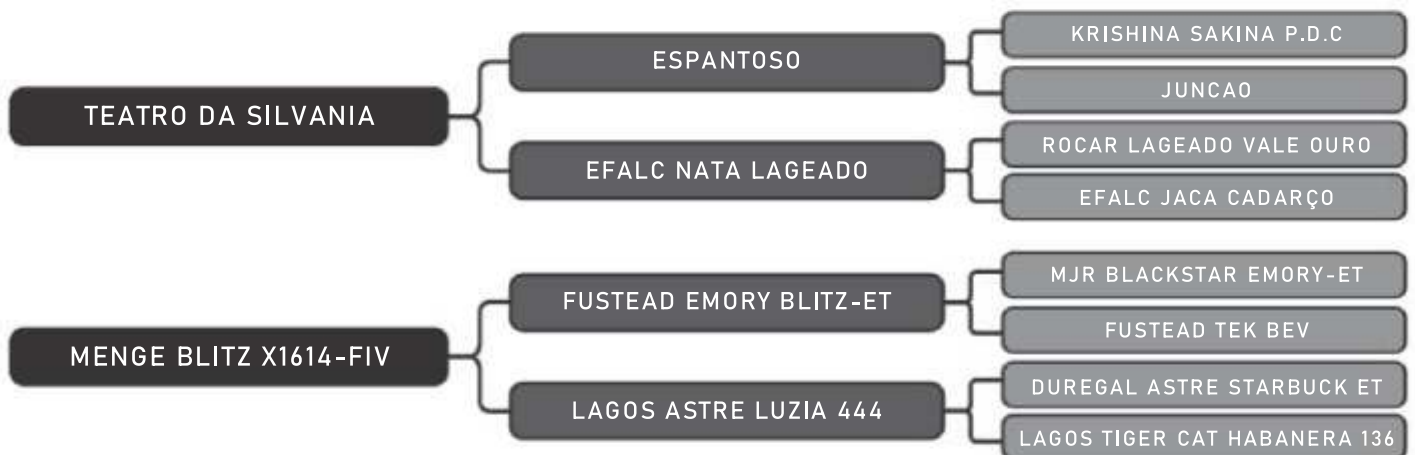 TEATRO DA SILVANIA
ESPANTOSO
KRISHINA SAKINA P.D.C
JUNCAO
EFALC NATA LAGEADO
ROCAR LAGEADO VALE OURO
EFALC JACA CADARÇO
MENGE BLITZ X1614-FIV
FUSTEAD EMORY BLITZ-ET
MJR BLACKSTAR EMORY-ET
FUSTEAD TEK BEV
LAGOS ASTRE LUZIA 444
DUREGAL ASTRE STARBUCK ET
LAGOS TIGER CAT HABANERA 136